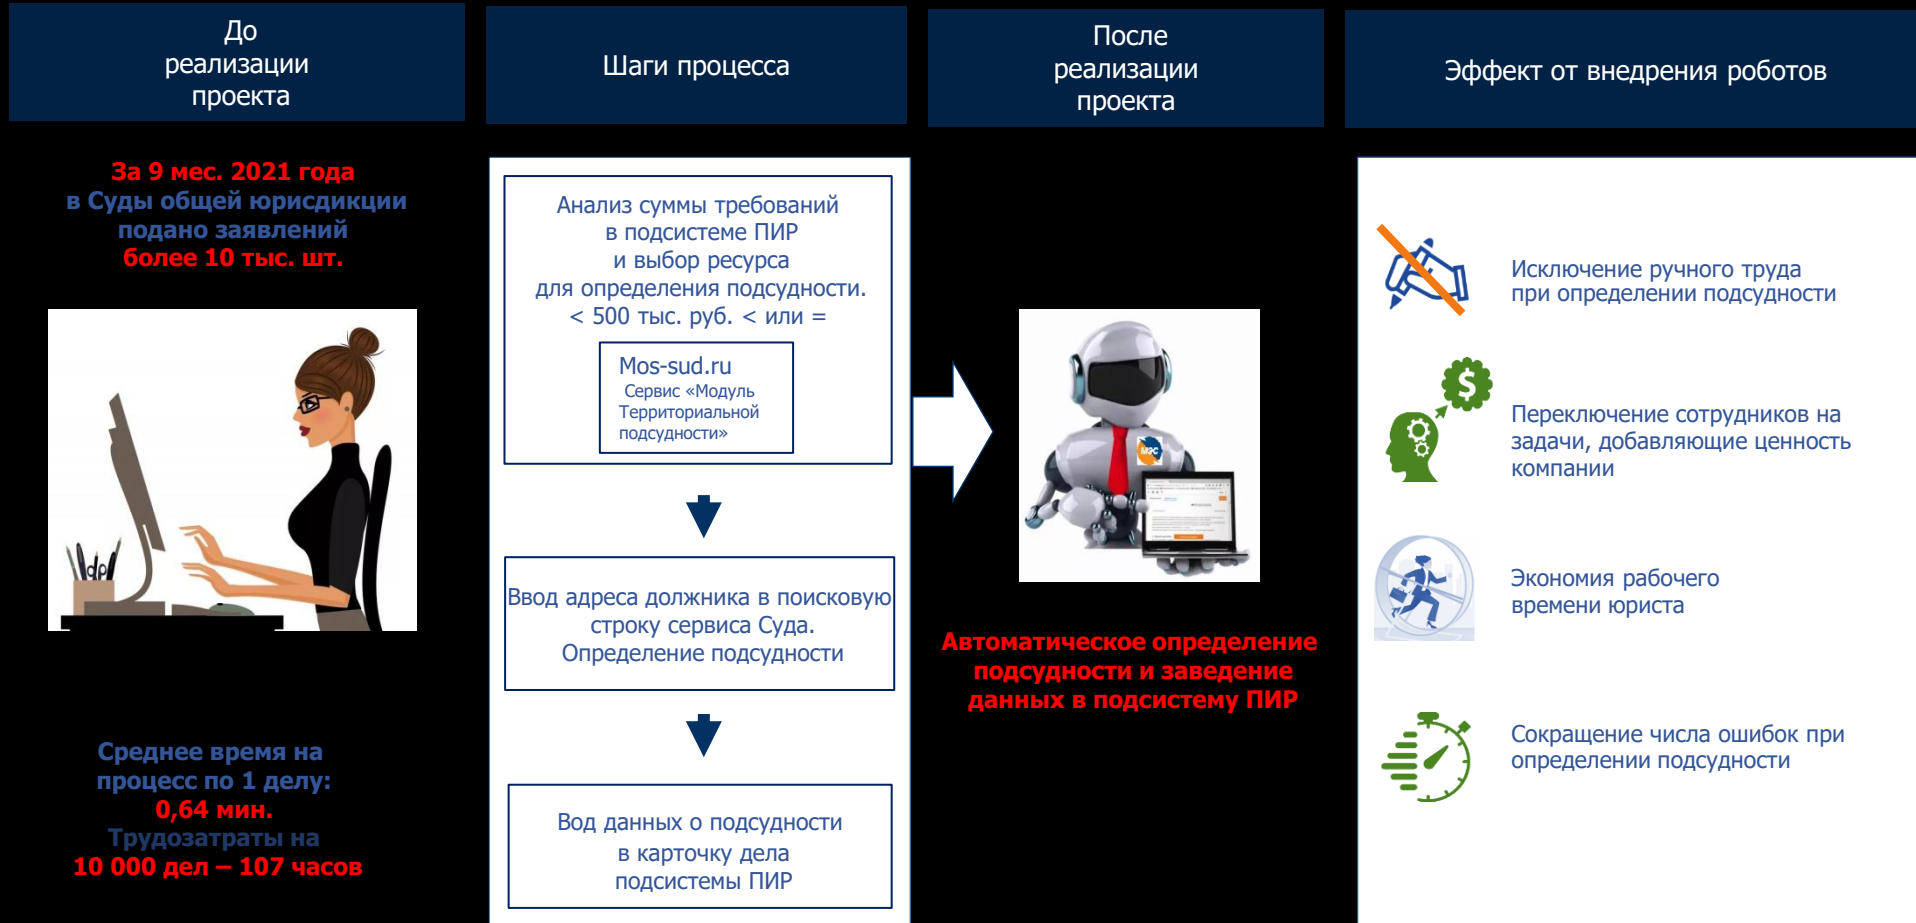 До
реализации
проекта
Шаги процесса
После
реализации
проекта
Эффект от внедрения роботов
За 9 мес. 2021 года
в Суды общей юрисдикции
подано заявлений
более 10 тыс. шт.
Среднее время на
процесс по 1 делу:
0,64 мин.
Трудозатраты на
10 000 дел – 107 часов
Анализ суммы требований
в подсистеме ПИР
и выбор ресурса
для определения подсудности.
< 500 тыс. руб. < или =
Mos-sud.ru
Сервис «Модуль
Территориальной
подсудности»
Ввод адреса должника в поисковую
строку сервиса Суда.
Определение подсудности
Вод данных о подсудности
в карточку дела
подсистемы ПИР
МЭС
Автоматическое определение
подсудности и заведение
данных в подсистему ПИР
Исключение ручного труда
при определении подсудности
$
Переключение сотрудников на
задачи, добавляющие ценность
компании
Экономия рабочего
времени юриста
Сокращение числа ошибок при
определении подсудности